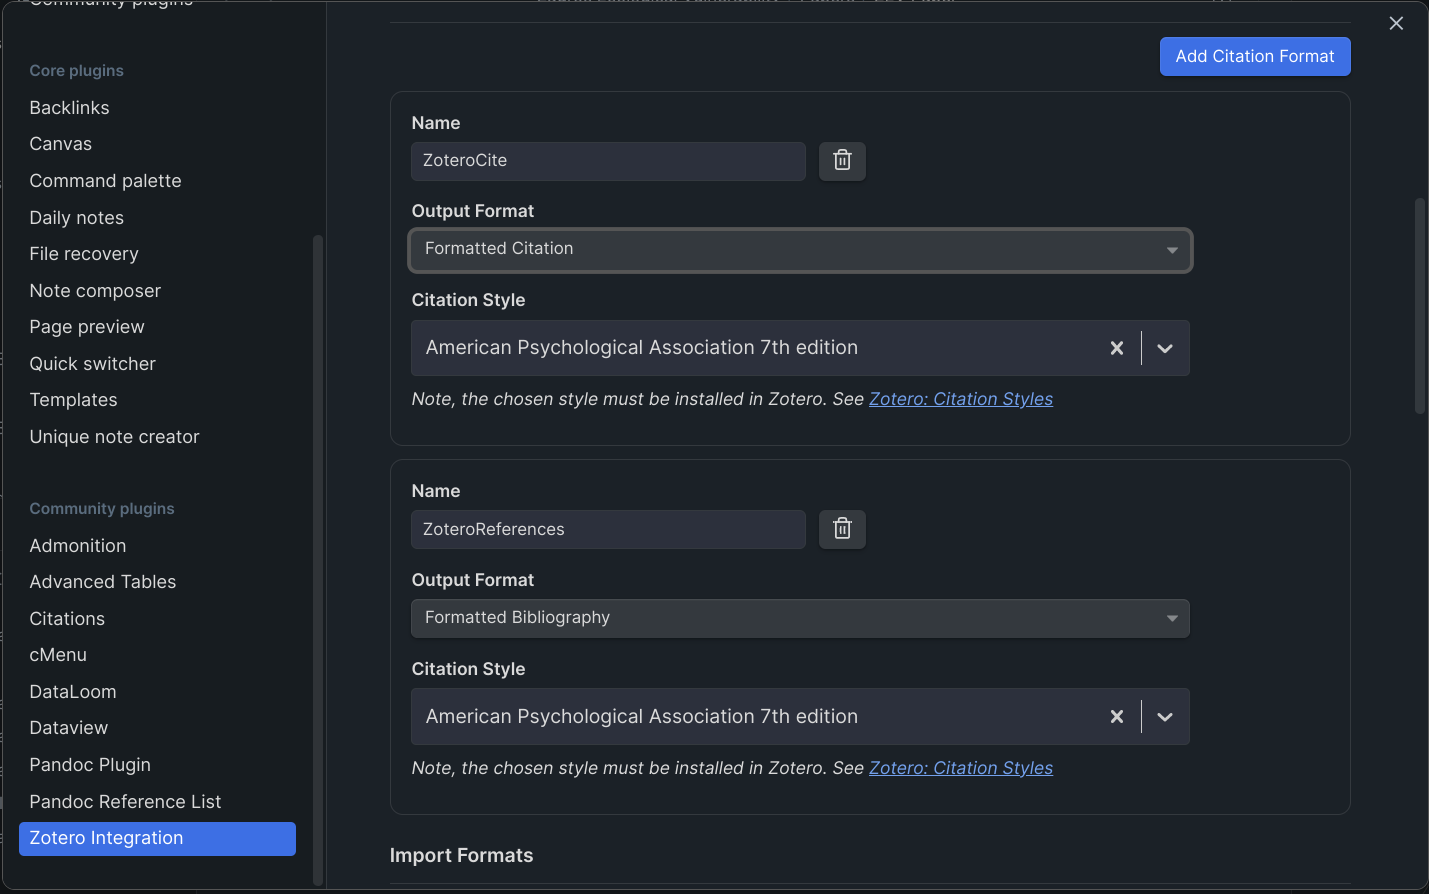 Community plugins
Core plugins
Backlinks
Canvas
Command palette
Daily notes
File recovery
Note composer
Page preview
Quick switcher
Templates
Unique note creator
Community plugins
Admonition
Advanced Tables
Citations
cMenu
DataLoom
Dataview
Pandoc Plugin
Pandoc Reference List
Zotero Integration
Add Citation Format
Name
ZoteroCite
Output Format
Formatted Citation
Citation Style
American Psychological Association 7th edition
Note, the chosen style must be installed in Zotero. See Zotero: Citation Styles
Name
ZoteroReferences
Output Format
Formatted Bibliography
Citation Style
American Psychological Association 7th edition
Note, the chosen style must be installed in Zotero. See Zotero: Citation Styles
Import Formats